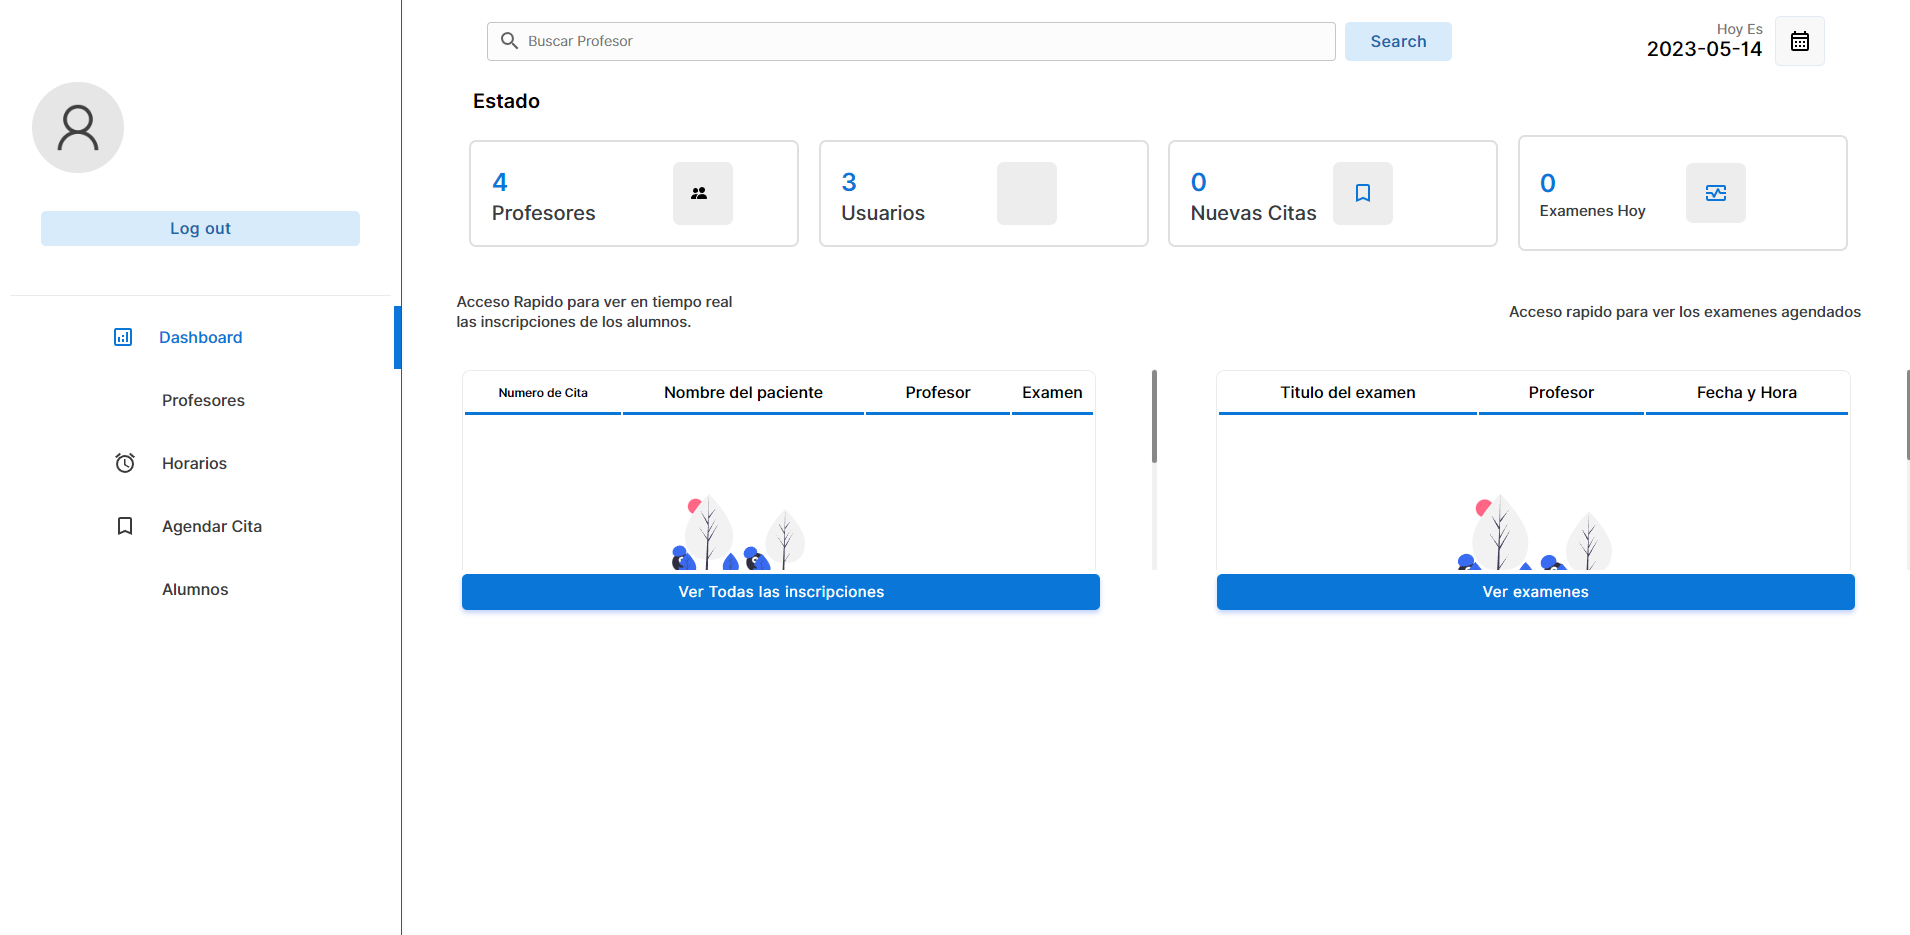 Log out
Dashboard
Profesores
Horarios
Agendar Cita
Alumnos
Buscar Profesor
Search
Hoy Es
2023-05-14
Estado
4
Profesores
3
Usuarios
0
Nuevas Citas
0
Examenes Hoy
Acceso Rapido para ver en tiempo real
las inscripciones de los alumnos.
Numero de Cita Nombre del paciente Profesor Examen
Ver Todas las inscripciones
Acceso rapido para ver los examenes agendados
Titulo del examen Profesor Fecha y Hora
Ver examenes